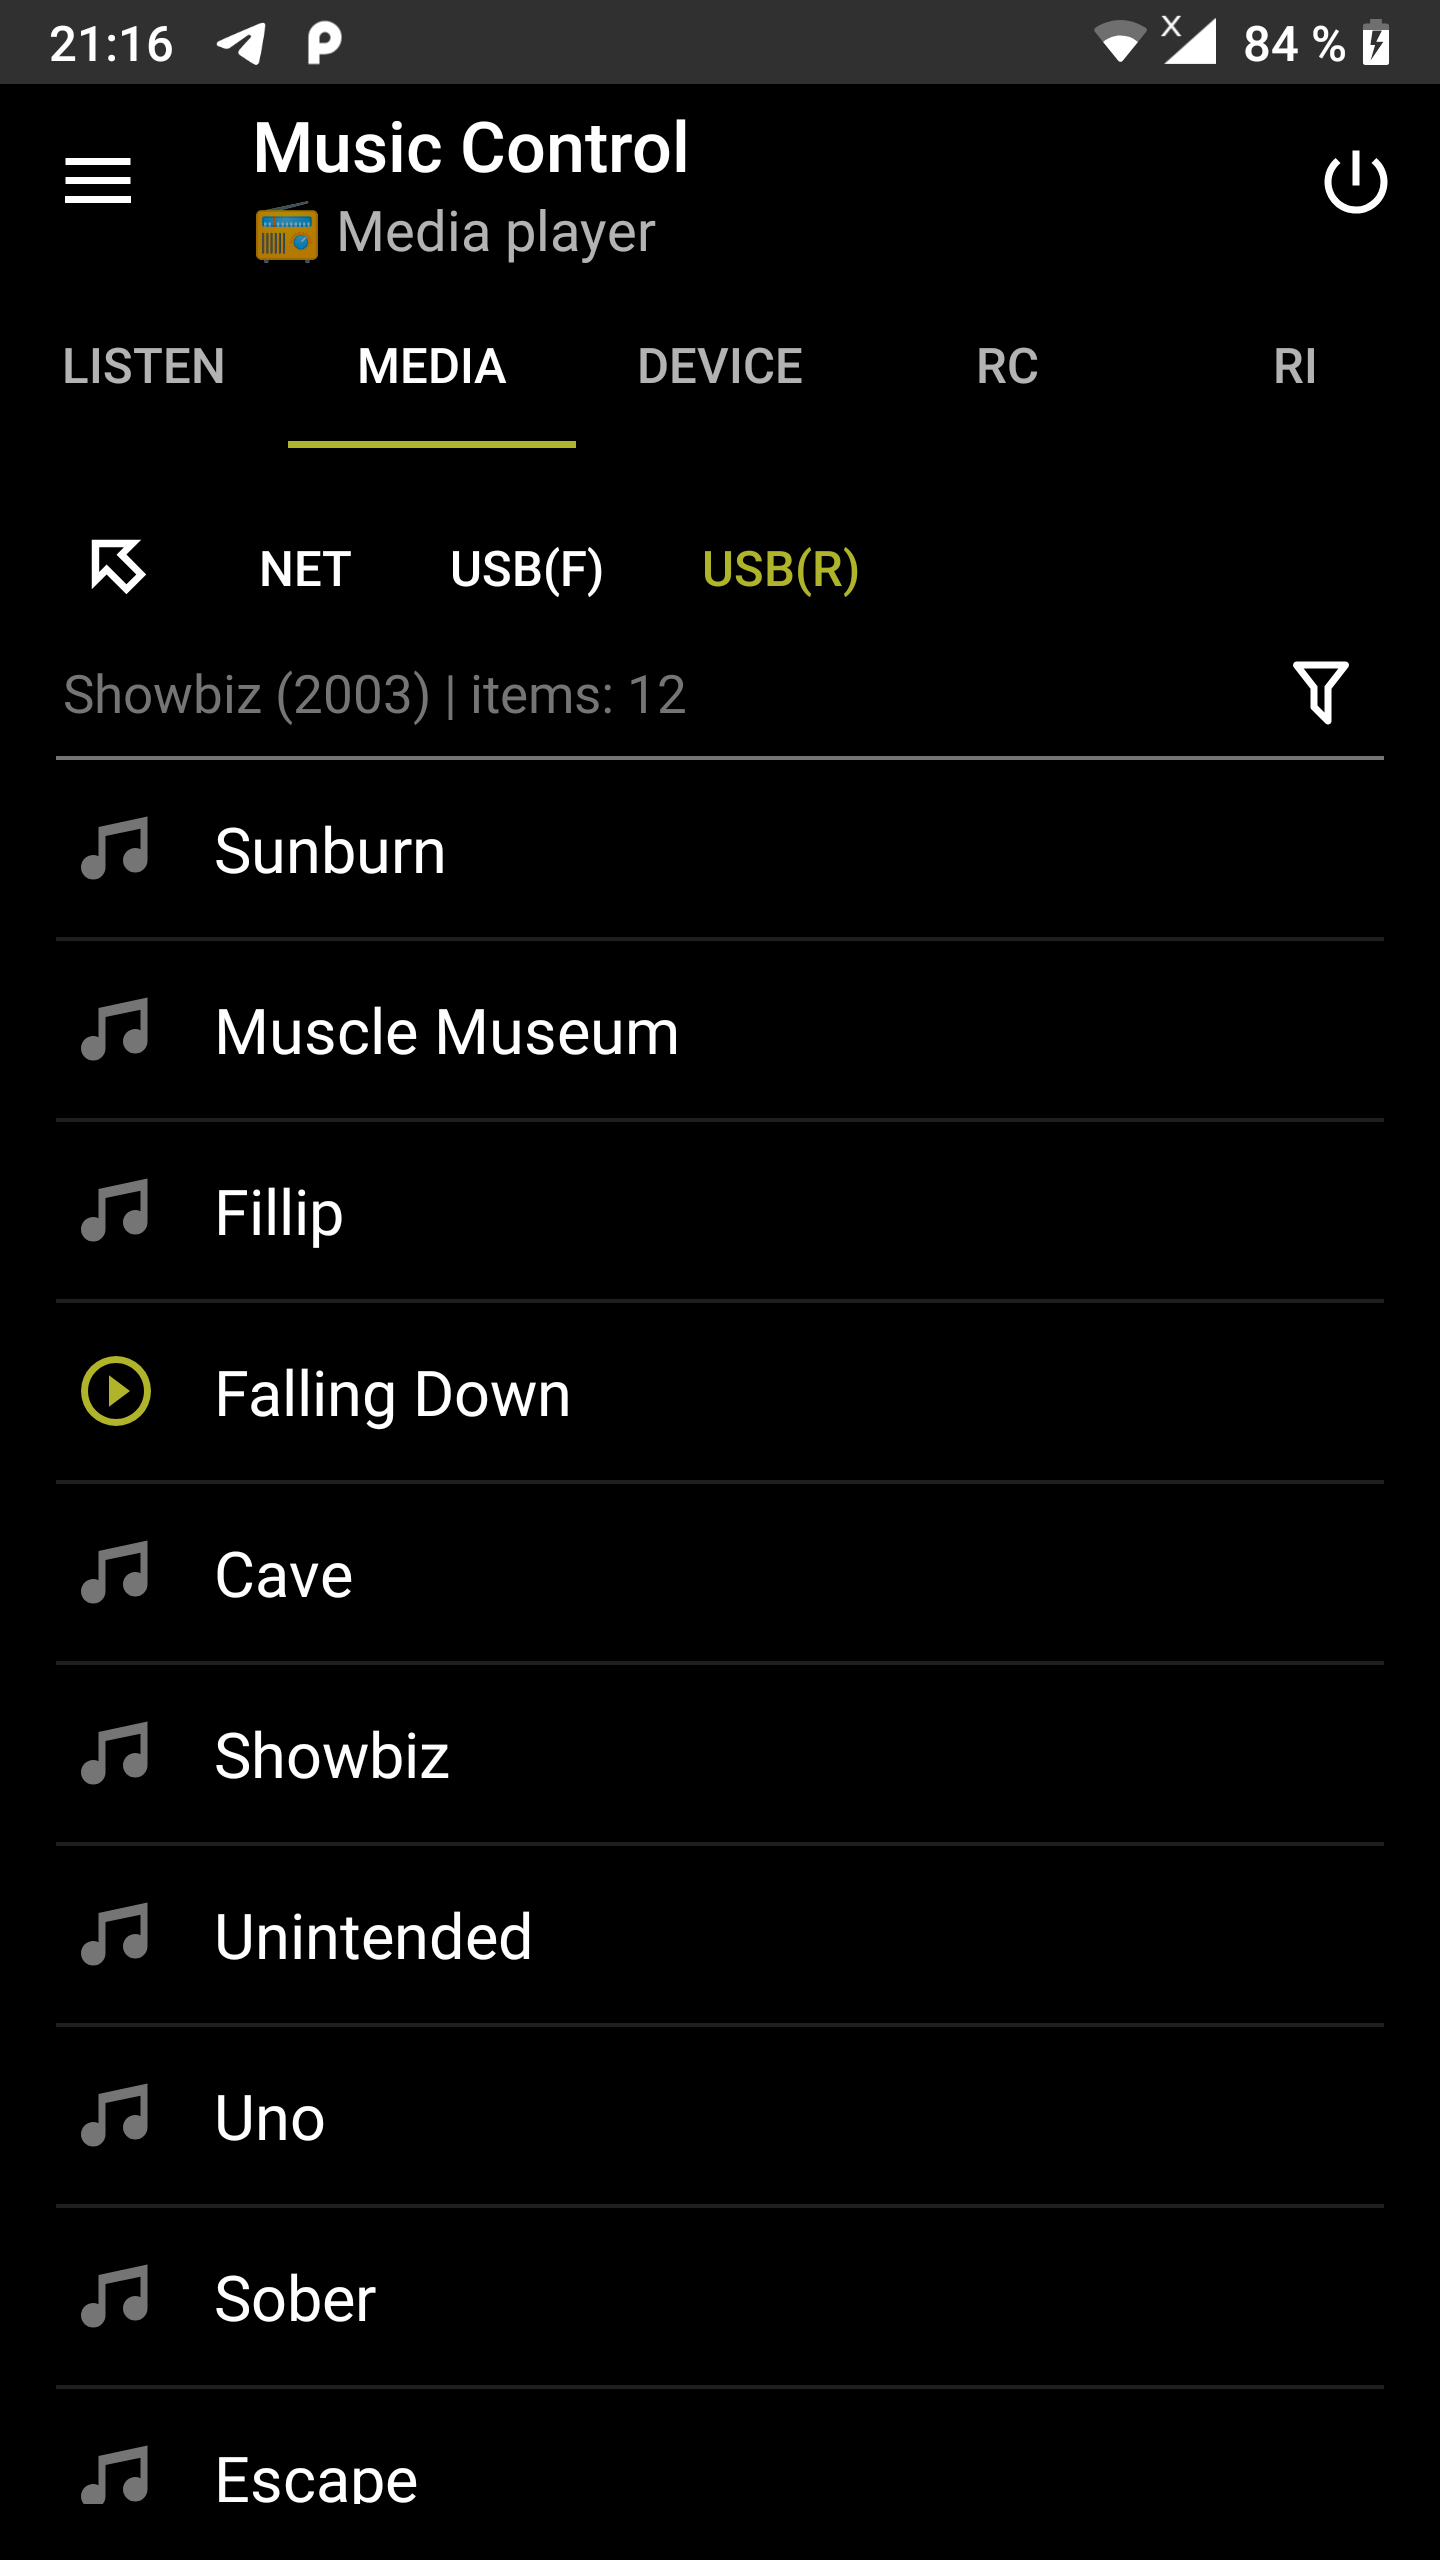 21:16 84 %
Music Control
Media player
LISTEN MEDIA DEVICE RC RI
NET USB(F) USB(R)
Showbiz (2003) | items: 12
Sunburn
Muscle Museum
Fillip
Falling Down
Cave
Showbiz
Unintended
Uno
Sober
Escape